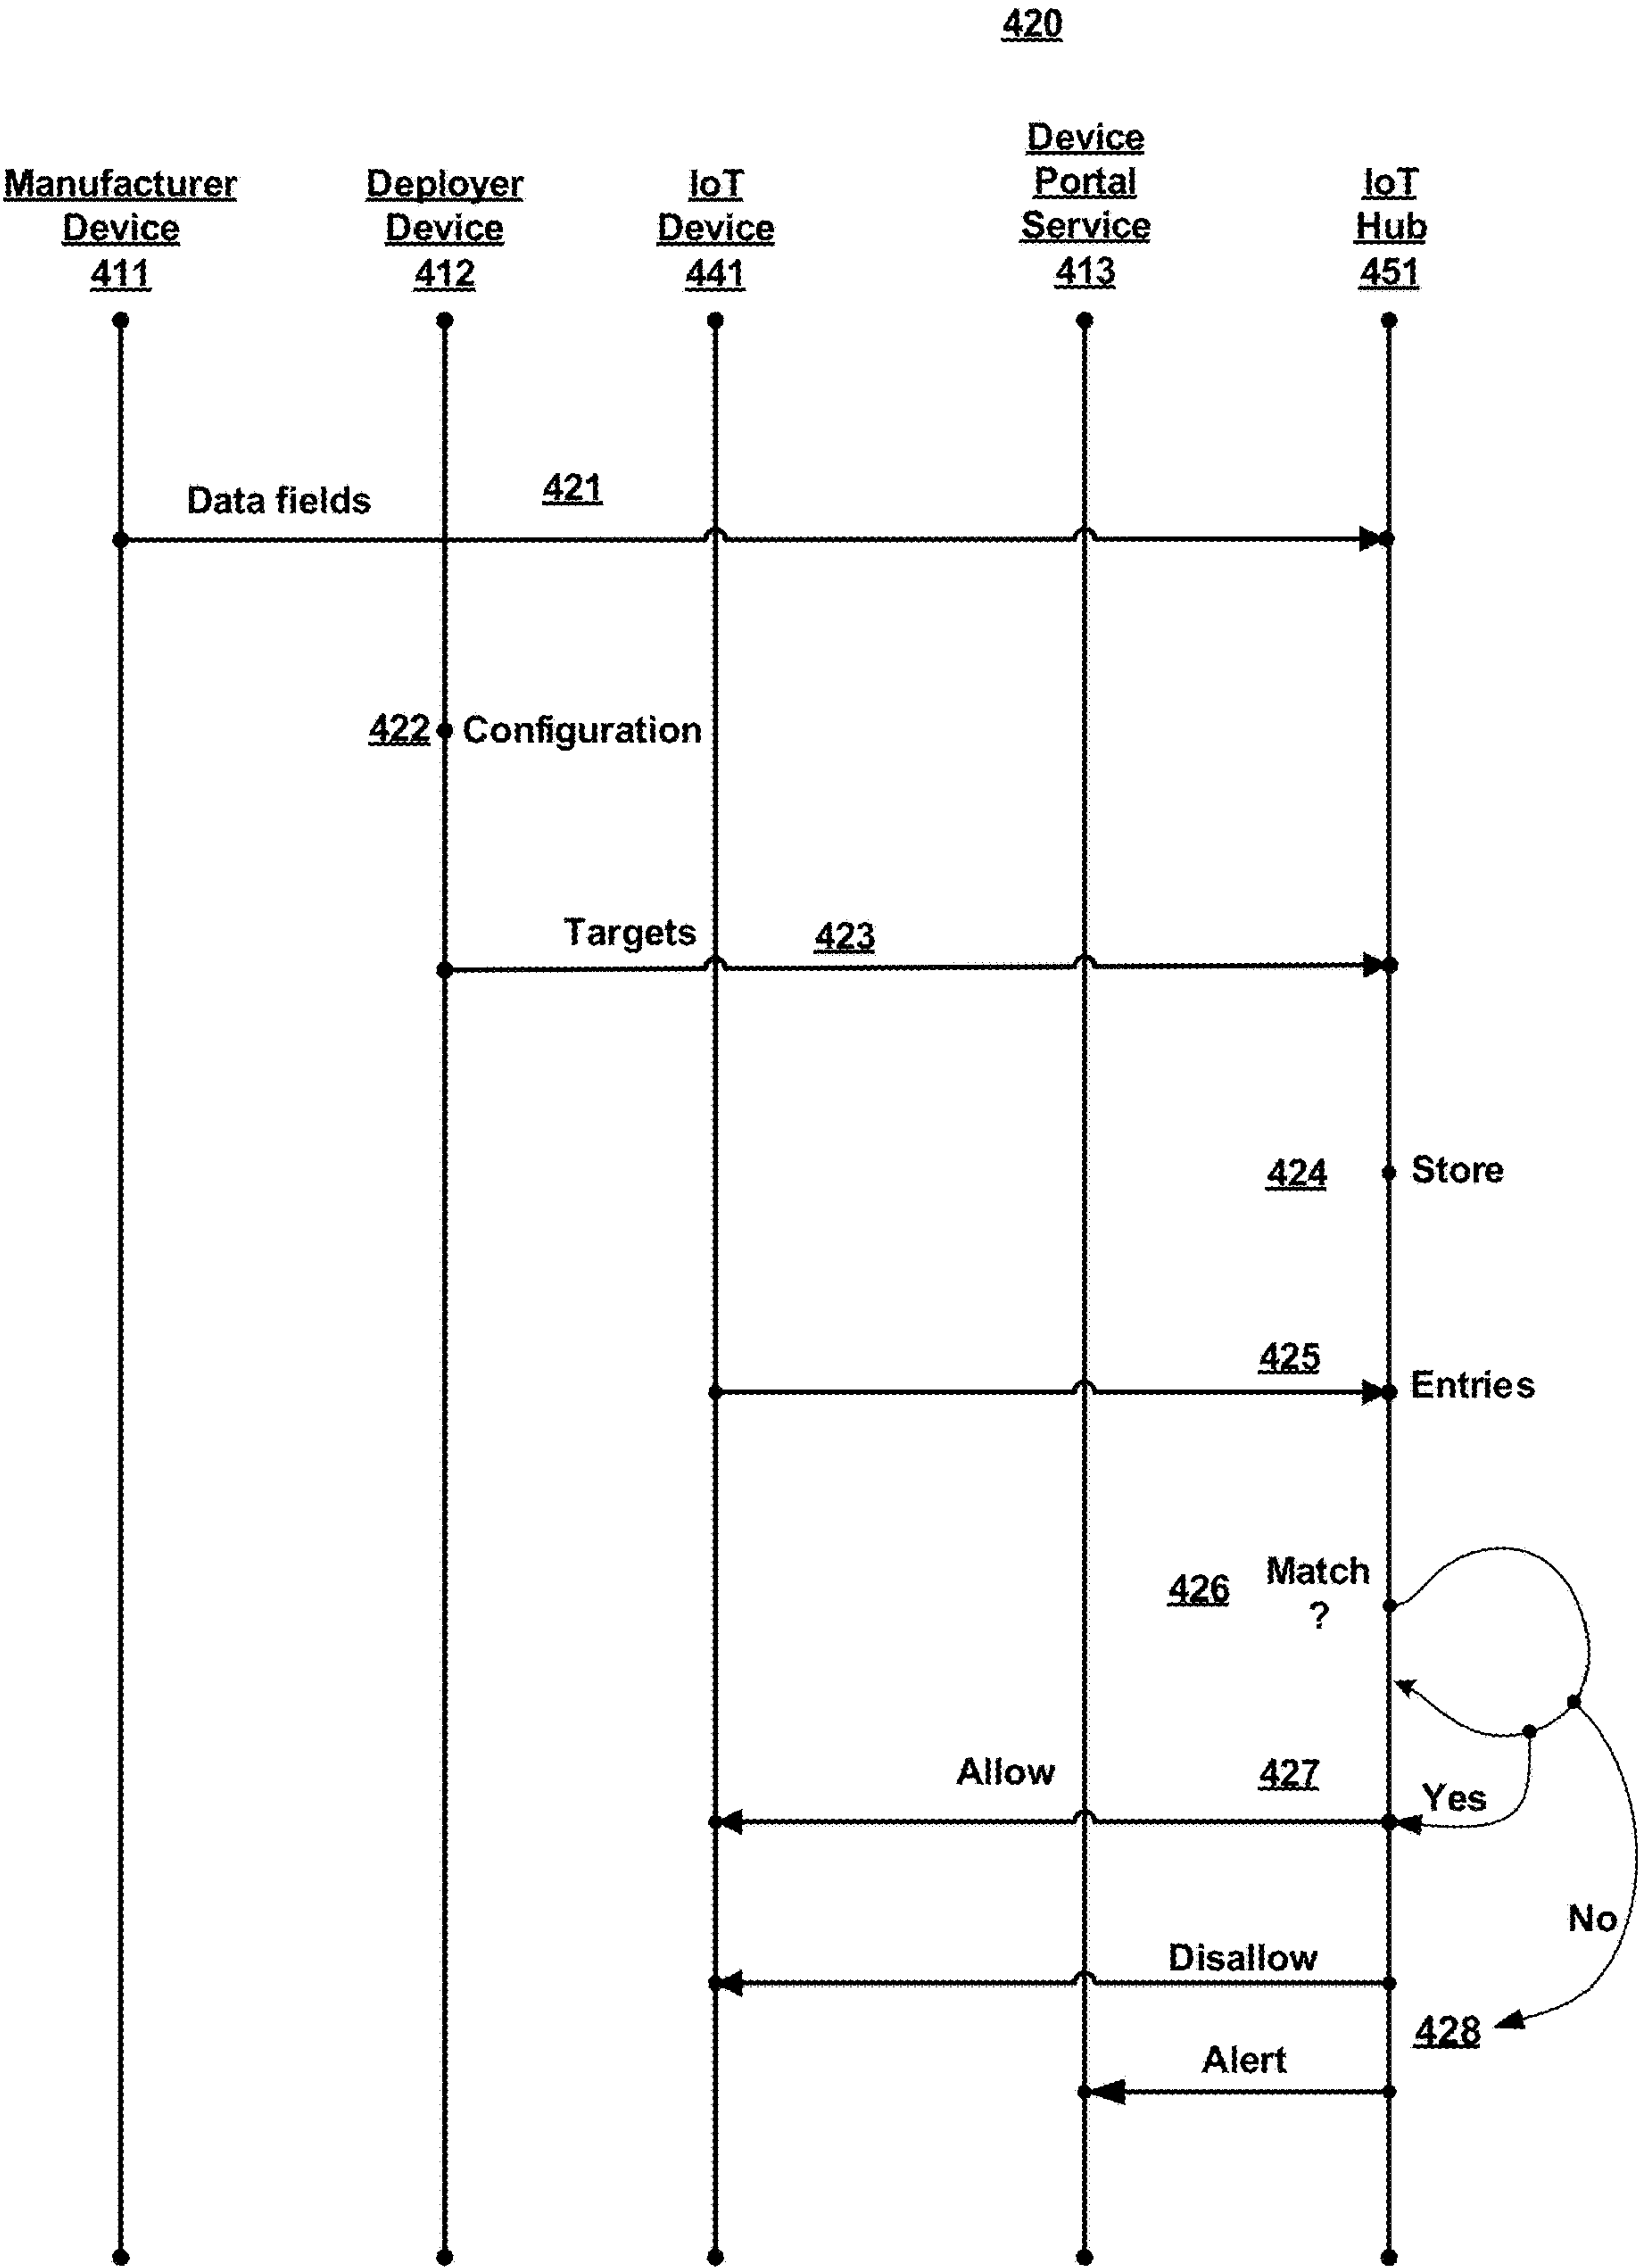 420
Manufacturer
Device
411
Deployer
Device
412
IoT
Device
441
Device
Portal
Service
413
IoT
Hub
451
Data fields
421
422
Configuration
Targets
423
424
Store
425
Entries
426
Match
?
Allow
427
Yes
No
Disallow
428
Alert